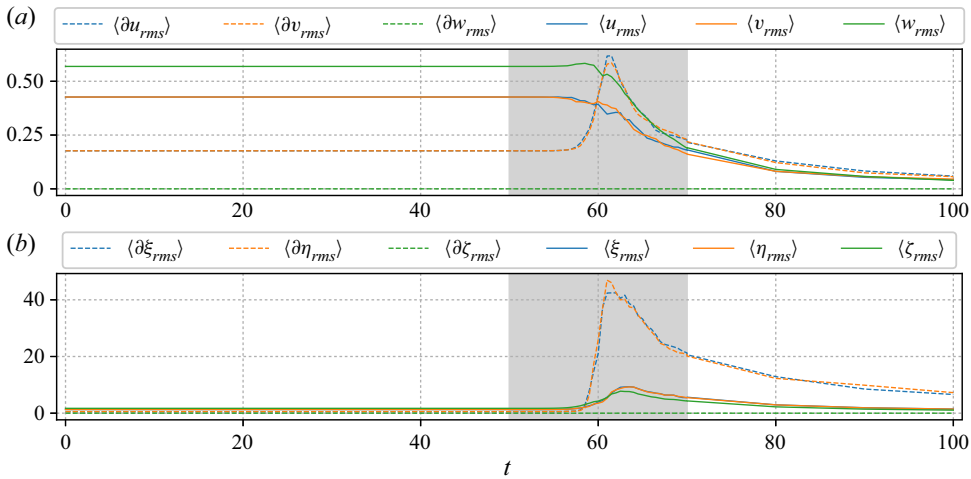 (a) ⟨∂u_rms⟩ ⟨∂v_rms⟩ ⟨∂w_rms⟩ ⟨u_rms⟩ ⟨v_rms⟩ ⟨w_rms⟩
0.50
0.25
0
0 20 40 60 80 100
(b) ⟨∂ξ_rms⟩ ⟨∂η_rms⟩ ⟨∂ζ_rms⟩ ⟨ξ_rms⟩ ⟨η_rms⟩ ⟨ζ_rms⟩
40
20
0
0 20 40 60 80 100
t